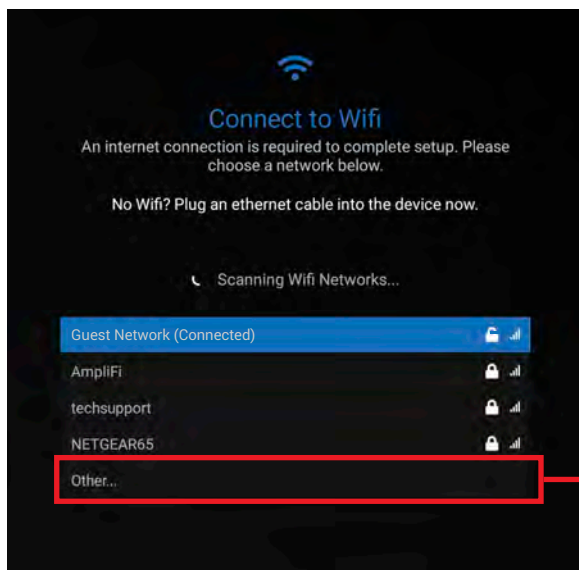 Connect to Wifi
An internet connection is required to complete setup. Please
choose a network below.
No Wifi? Plug an ethernet cable into the device now.
Scanning Wifi Networks...
Guest Network (Connected)
AmpliFi
techsupport
NETGEAR65
Other...